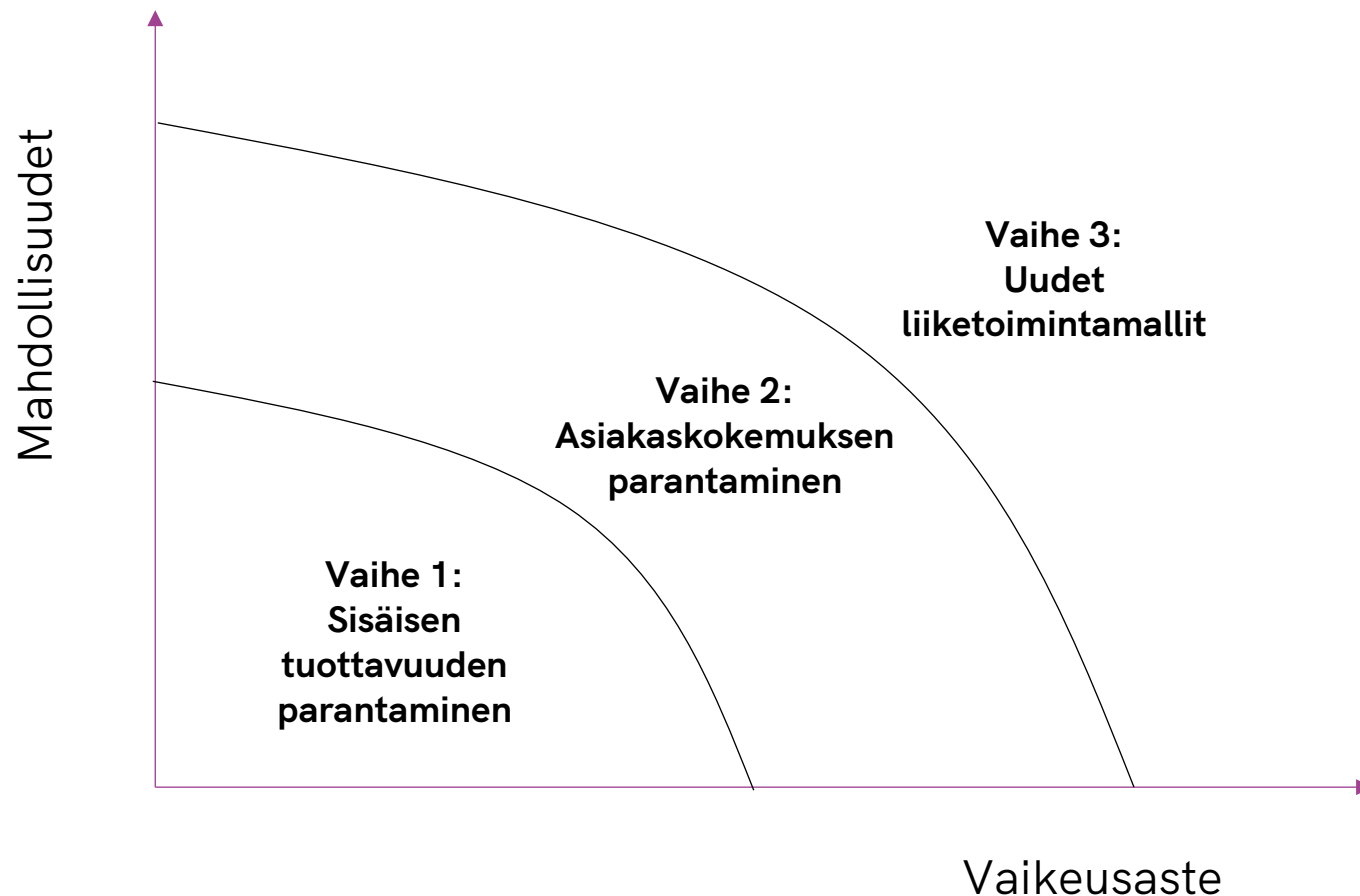 Mahdollisuudet
Vaihe 3:
Uudet
liiketoimintamallit
Vaihe 2:
Asiakaskokemuksen
parantaminen
Vaihe 1:
Sisäisen
tuottavuuden
parantaminen
Vaikeusaste